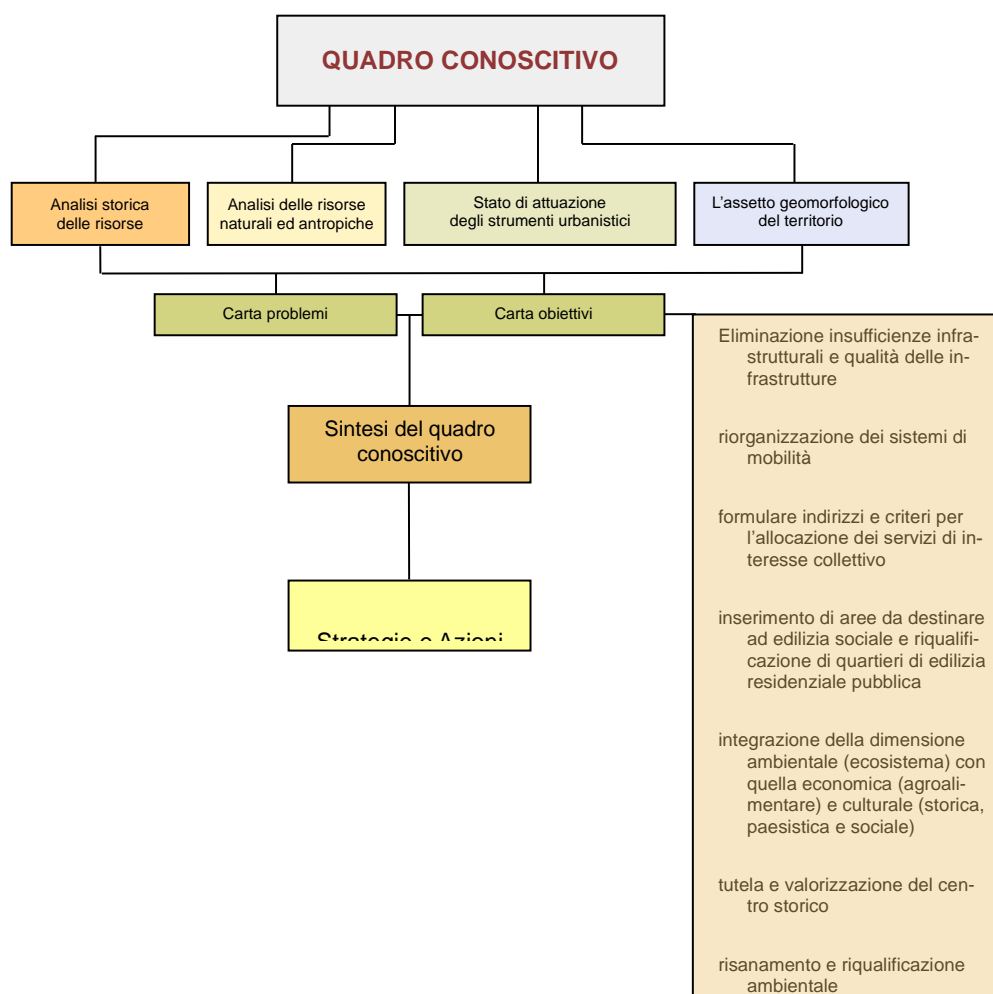 QUADRO CONOSCITIVO
Analisi storica
delle risorse
Analisi delle risorse
naturali ed antropiche
Stato di attuazione
degli strumenti urbanistici
L'assetto geomorfologico
del territorio
Carta problemi
Carta obiettivi
Eliminazione insufficienze infra-
strutturali e qualità delle in-
frastrutture
riorganizzazione dei sistemi di
mobilità
formulare indirizzi e criteri per
l'allocazione dei servizi di in-
teresse collettivo
inserimento di aree da destinare
ad edilizia sociale e riqualifi-
cazione di quartieri di edilizia
residenziale pubblica
integrazione della dimensione
ambientale (ecosistema) con
quella economica (agroali-
mentare) e culturale (storica,
paesistica e sociale)
tutela e valorizzazione del cen-
tro storico
risanamento e riqualificazione
ambientale
Sintesi del quadro
conoscitivo
Strategie e Azioni